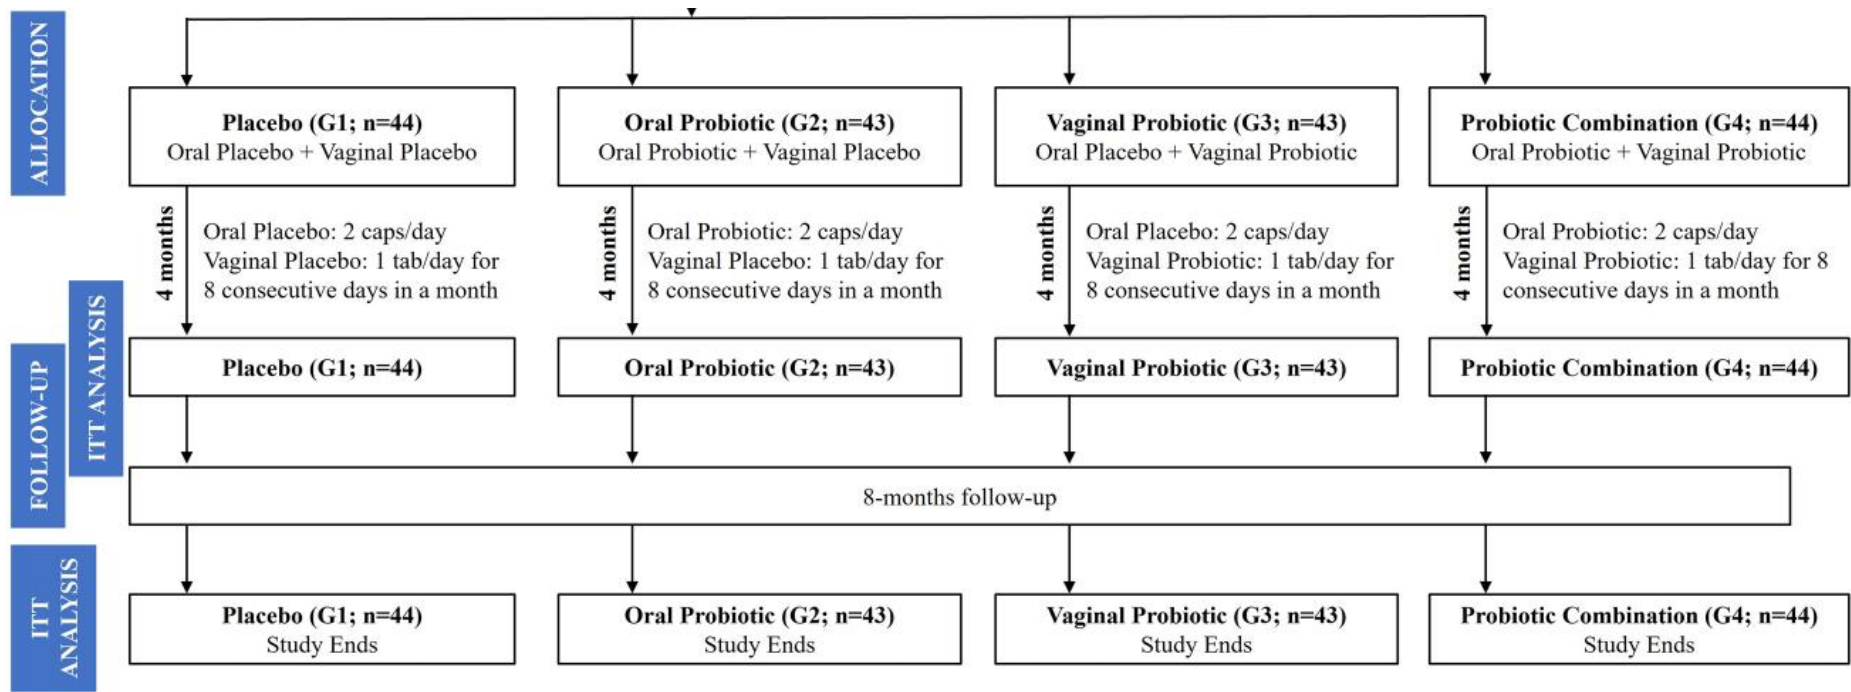 ALLOCATION
Placebo (G1; n=44)
Oral Placebo + Vaginal Placebo
Oral Probiotic (G2; n=43)
Oral Probiotic + Vaginal Placebo
Vaginal Probiotic (G3; n=43)
Oral Placebo + Vaginal Probiotic
Probiotic Combination (G4; n=44)
Oral Probiotic + Vaginal Probiotic
4 months
Oral Placebo: 2 caps/day
Vaginal Placebo: 1 tab/day for
8 consecutive days in a month
4 months
Oral Probiotic: 2 caps/day
Vaginal Placebo: 1 tab/day for
8 consecutive days in a month
4 months
Oral Placebo: 2 caps/day
Vaginal Probiotic: 1 tab/day for
8 consecutive days in a month
4 months
Oral Probiotic: 2 caps/day
Vaginal Probiotic: 1 tab/day for 8
consecutive days in a month
FOLLOW-UP
ITT ANALYSIS
Placebo (G1; n=44)
Oral Probiotic (G2; n=43)
Vaginal Probiotic (G3; n=43)
Probiotic Combination (G4; n=44)
8-months follow-up
ITT
ANALYSIS
Placebo (G1; n=44)
Study Ends
Oral Probiotic (G2; n=43)
Study Ends
Vaginal Probiotic (G3; n=43)
Study Ends
Probiotic Combination (G4; n=44)
Study Ends